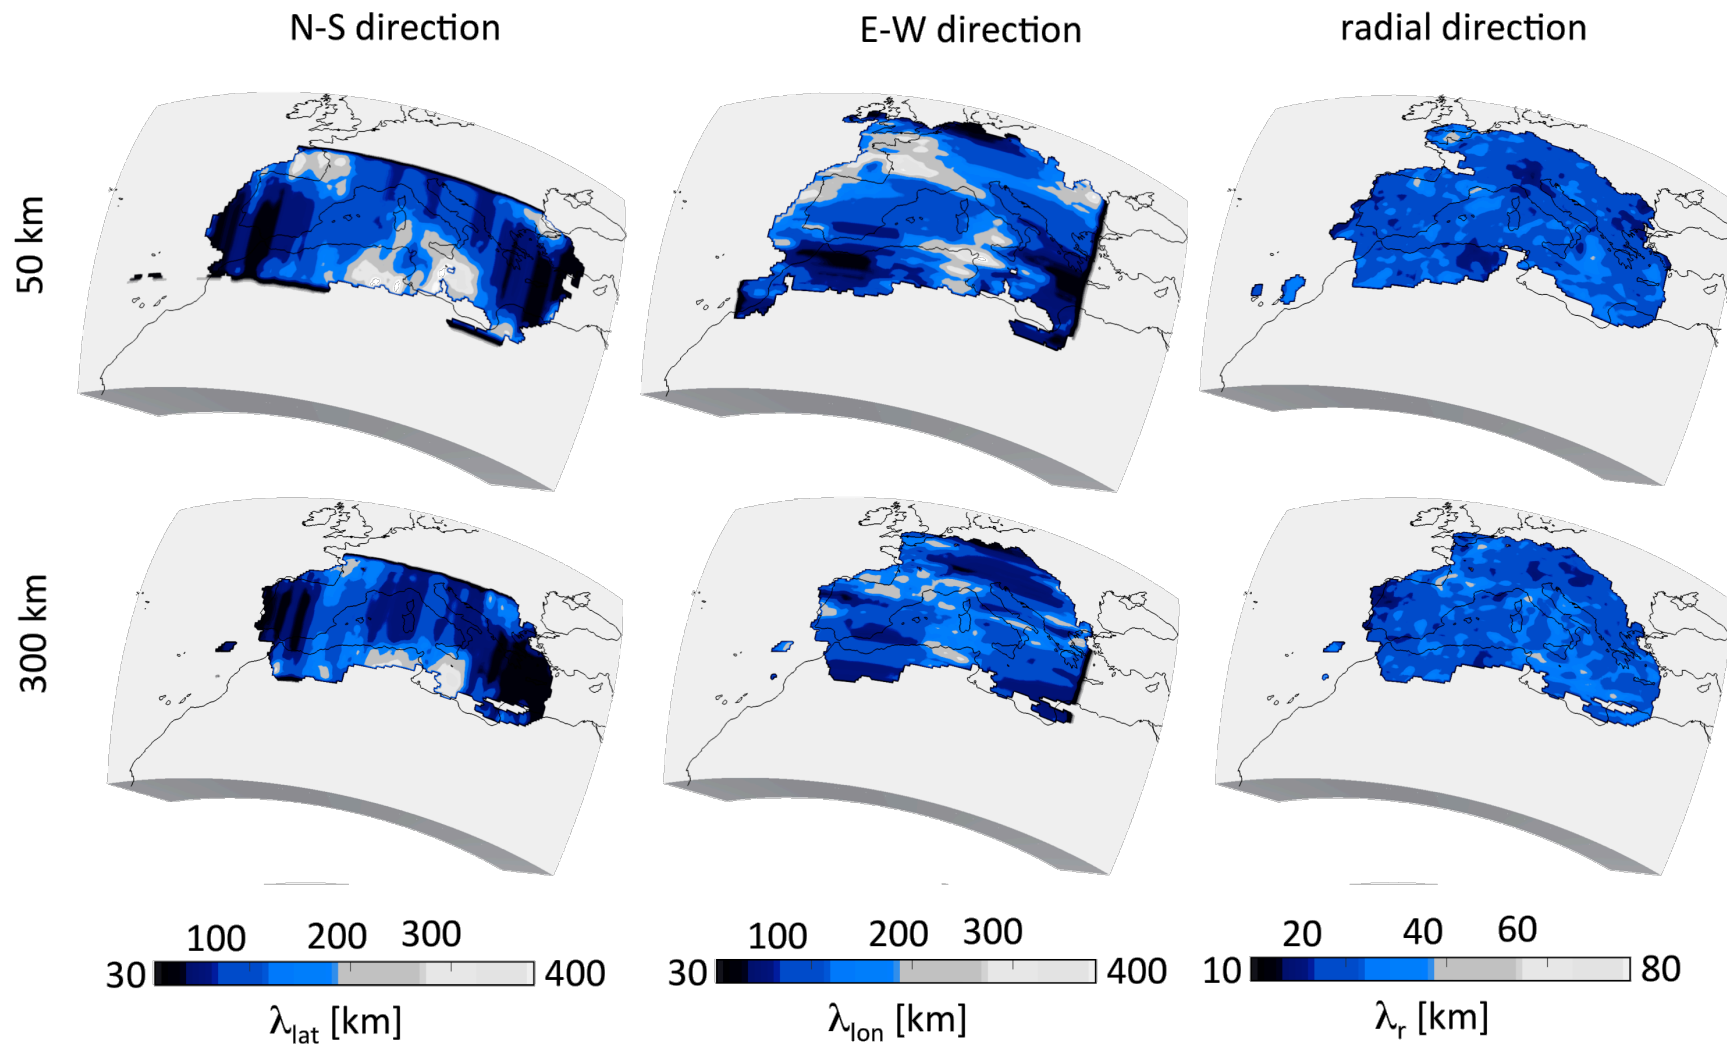 N-S direction
E-W direction
radial direction
50 km
300 km
100 200 300
30 400
λlat [km]
100 200 300
30 400
λlon [km]
20 40 60
10 80
λr [km]